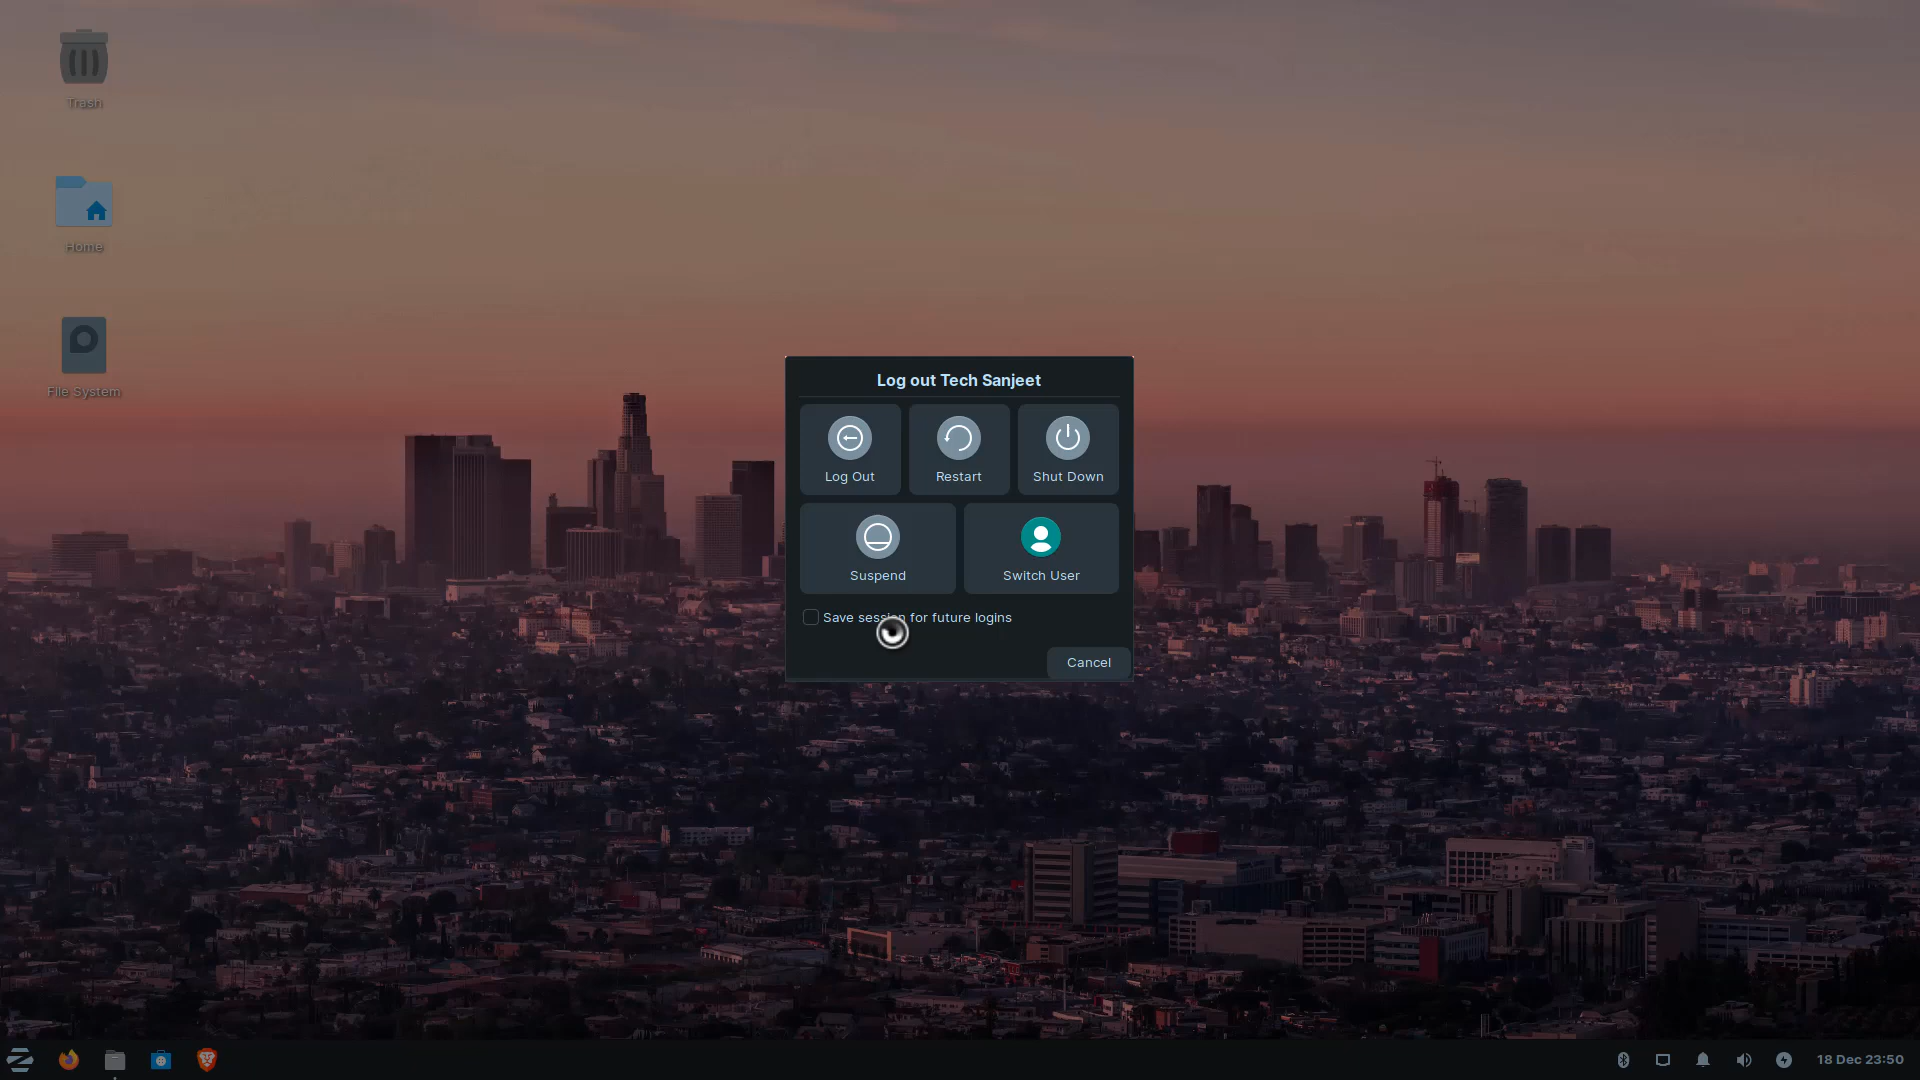 Trash
Home
File System
Log out Tech Sanjeet
Log Out
Restart
Shut Down
Suspend
Switch User
Save session for future logins
Cancel
18 Dec 23:50